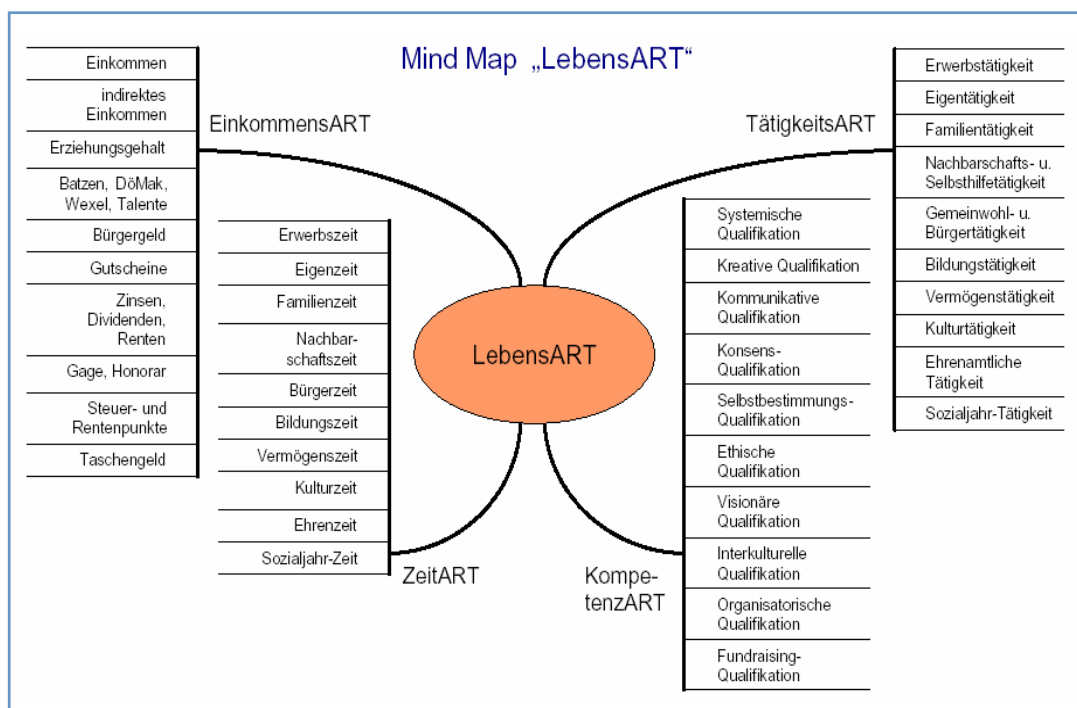 Mind Map „LebensART“
Einkommen
indirektes
Einkommen
Erziehungsgehalt
Batzen, DöMak,
Wexel, Talente
Bürgergeld
Gutscheine
Zinsen,
Dividenden,
Renten
Gage, Honorar
Steuer- und
Rentenpunkte
Taschengeld
EinkommensART
Erwerbszeit
Eigenzeit
Familienzeit
Nachbar-
schaftszeit
Bürgerzeit
Bildungszeit
Vermögenszeit
Kulturzeit
Ehrenzeit
Sozialjahr-Zeit
ZeitART
LebensART
TätigkeitsART
Erwerbstätigkeit
Eigentätigkeit
Familientätigkeit
Nachbarschafts- u.
Selbsthilfetätigkeit
Gemeinwohl- u.
Bürgertätigkeit
Bildungstätigkeit
Vermögenstätigkeit
Kulturtätigkeit
Ehrenamtliche
Tätigkeit
Sozialjahr-Tätigkeit
Systemische
Qualifikation
Kreative Qualifikation
Kommunikative
Qualifikation
Konsens-
Qualifikation
Selbstbestimmungs-
Qualifikation
Ethische
Qualifikation
Visionäre
Qualifikation
Interkulturelle
Qualifikation
Organisatorische
Qualifikation
Fundraising-
Qualifikation
Kompe-
tenzART